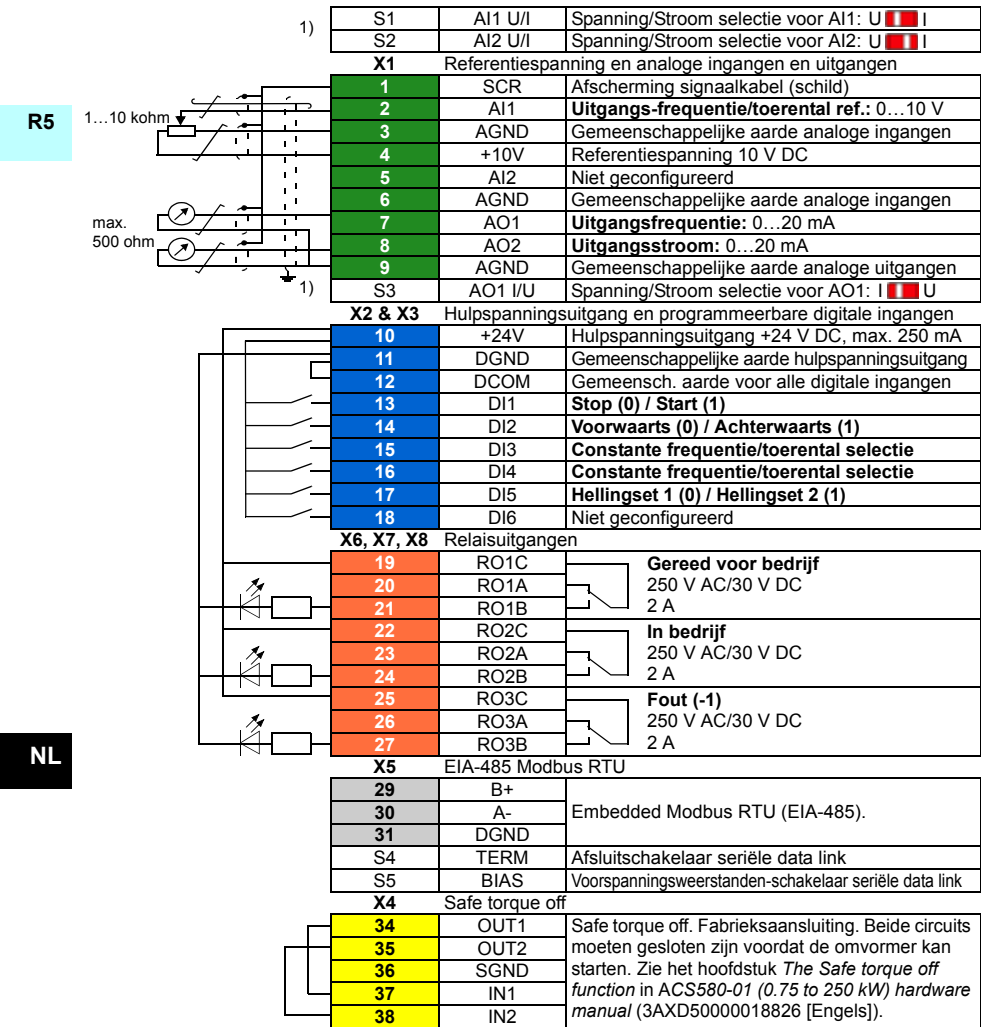 S1 AI1 U/I Spanning/Stroom selectie voor AI1: U I
1)
S2 AI2 U/I Spanning/Stroom selectie voor AI2: U I
X1 Referentiespanning en analoge ingangen en uitgangen
1 SCR Afscherming signaalkabel (schild)
R5
1…10 kohm
2 AI1 Uitgangs-frequentie/toerental ref.: 0…10 V
3 AGND Gemeenschappelijke aarde analoge ingangen
4 +10V Referentiespanning 10 V DC
5 AI2 Niet geconfigureerd
6 AGND Gemeenschappelijke aarde analoge ingangen
max.
500 ohm
7 AO1 Uitgangsfrequentie: 0…20 mA
8 AO2 Uitgangsstroom: 0…20 mA
9 AGND Gemeenschappelijke aarde analoge uitgangen
1)
S3 AO1 I/U Spanning/Stroom selectie voor AO1: I U
X2 & X3 Hulpspanningsuitgang en programmeerbare digitale ingangen
10 +24V Hulpspanningsuitgang +24 V DC, max. 250 mA
11 DGND Gemeenschappelijke aarde hulpspanningsuitgang
12 DCOM Gemeensch. aarde voor alle digitale ingangen
13 DI1 Stop (0) / Start (1)
14 DI2 Voorwaarts (0) / Achterwaarts (1)
15 DI3 Constante frequentie/toerental selectie
16 DI4 Constante frequentie/toerental selectie
17 DI5 Hellingset 1 (0) / Hellingset 2 (1)
18 DI6 Niet geconfigureerd
X6, X7, X8 Relaisuitgangen
19 RO1C Gereed voor bedrijf
20 RO1A 250 V AC/30 V DC
21 RO1B 2 A
22 RO2C In bedrijf
23 RO2A 250 V AC/30 V DC
24 RO2B 2 A
25 RO3C Fout (-1)
26 RO3A 250 V AC/30 V DC
27 RO3B 2 A
NL
X5 EIA-485 Modbus RTU
29 B+
30 A- Embedded Modbus RTU (EIA-485).
31 DGND
S4 TERM Afsluitschakelaar seriële data link
S5 BIAS Voorspanningsweerstanden-schakelaar seriële data link
X4 Safe torque off
34 OUT1 Safe torque off. Fabrieksaansluiting. Beide circuits
35 OUT2 moeten gesloten zijn voordat de omvormer kan
36 SGND starten. Zie het hoofdstuk The Safe torque off
37 IN1 function in ACS580-01 (0.75 to 250 kW) hardware
38 IN2 manual (3AXD50000018826 [Engels]).